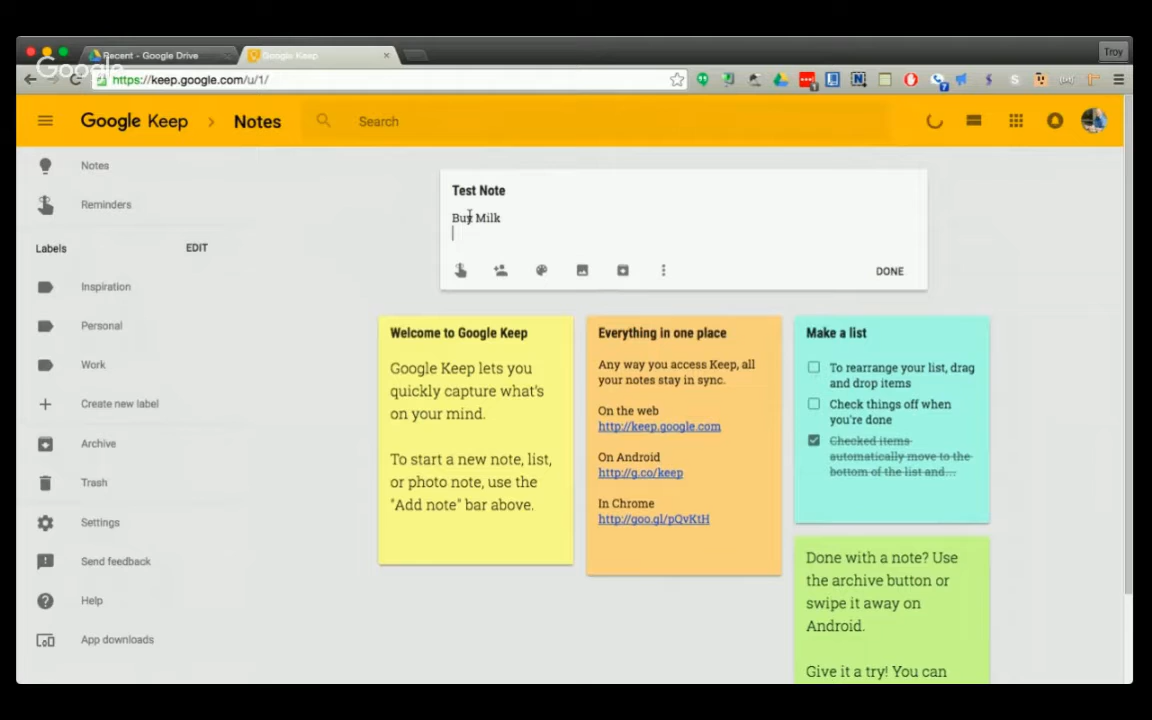 Recent - Google Drive
Google Keep
Troy
Google
https://keep.google.com/u/1/
Google Keep > Notes
Search
Notes
Reminders
Labels
EDIT
Inspiration
Personal
Work
Create new label
Archive
Trash
Settings
Send feedback
Help
App downloads
Test Note
Buy Milk
DONE
Welcome to Google Keep
Google Keep lets you
quickly capture what's
on your mind.
To start a new note, list,
or photo note, use the
"Add note" bar above.
Everything in one place
Any way you access Keep, all
your notes stay in sync.
On the web
http://keep.google.com
On Android
http://g.co/keep
In Chrome
http://goo.gl/pQvKtH
Make a list
To rearrange your list, drag
and drop items
Check things off when
you're done
Checked items
automatically move to the
bottom of the list and...
Done with a note? Use
the archive button or
swipe it away on
Android.
Give it a try! You can